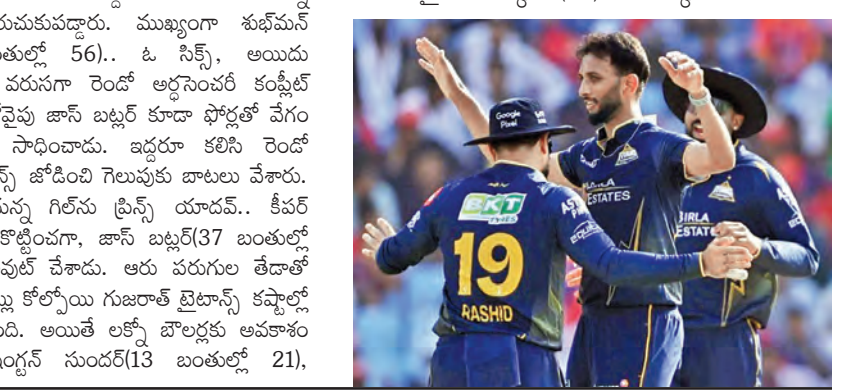 రుచుకుపడ్డారు. ముఖ్యంగా శుభ్‌మన్
56).. ఓ సిక్స్, అయిదు
వరుసగా రెండో అర్ధసెంచరీ కంప్లీట్
జాస్ బట్లర్ కూడా ఫోర్లతో వేగం
సాధించాడు. ఇద్దరూ కలిసి రెండో
జోడించి గెలుపుకు బాటలు వేశారు.
గిల్‌ను ప్రిన్స్ యాదవ్.. కీపర్
జాస్ బట్లర్(37 బంతుల్లో
చేశాడు. ఆరు పరుగుల తేడాతో
కోల్పోయి గుజరాత్ టైటాన్స్ కష్టాల్లో
అయితే లక్నో బౌలర్లకు అవకాశం
సుందర్(13 బంతుల్లో 21),
Google
Pixel
BKT
TYRES
19
RASHID
ESTATES
BIRLA